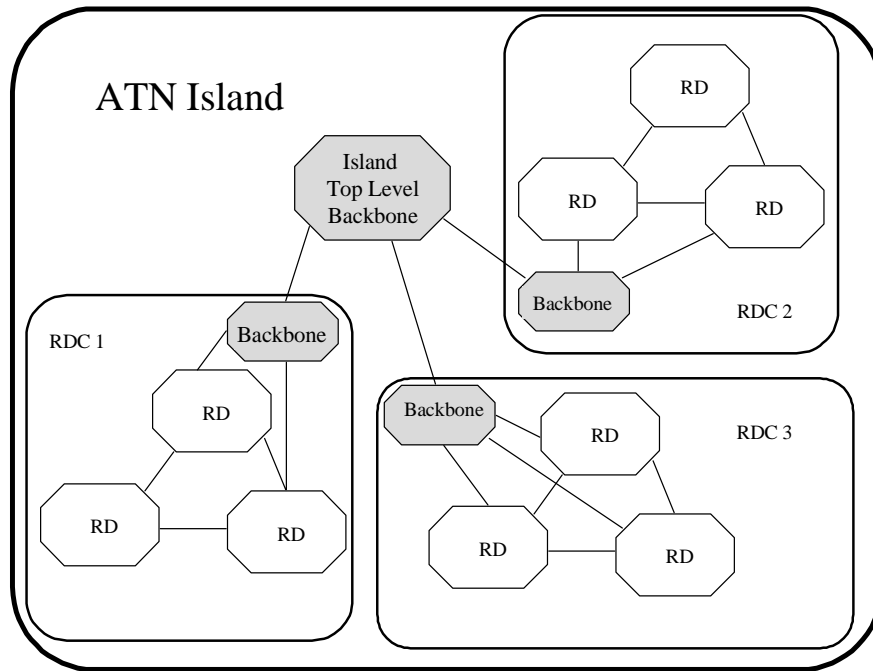 ATN Island
Island
Top Level
Backbone
RD
RD
RD
Backbone
RDC 2
RDC 1
Backbone
RD
RD
RD
Backbone
RD
RDC 3
RD
RD